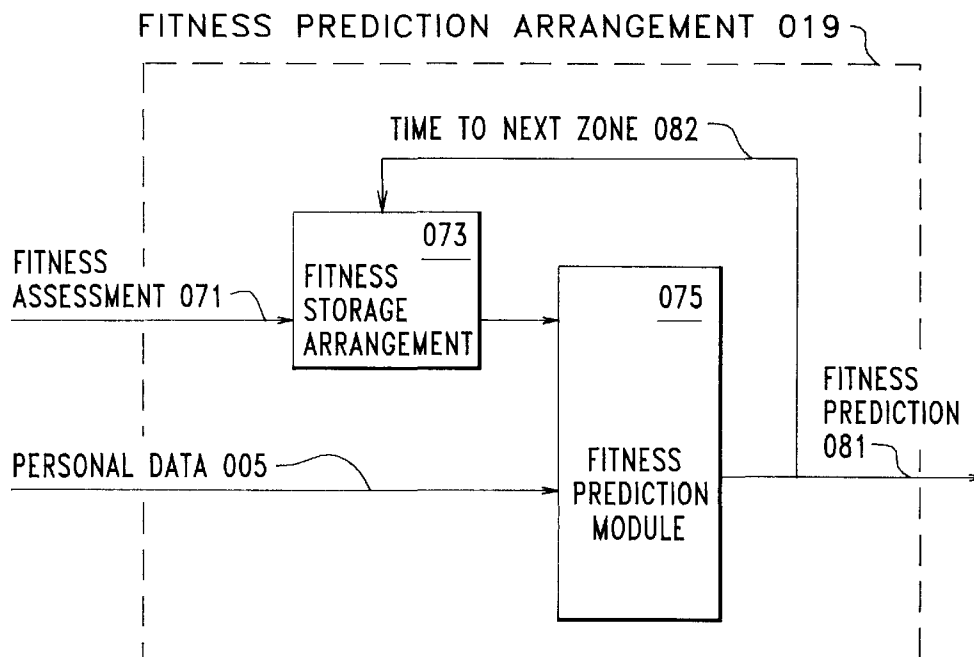 FITNESS PREDICTION ARRANGEMENT 019
TIME TO NEXT ZONE 082
073
FITNESS
STORAGE
ARRANGEMENT
FITNESS
ASSESSMENT 071
075
FITNESS
PREDICTION
MODULE
FITNESS
PREDICTION
081
PERSONAL DATA 005